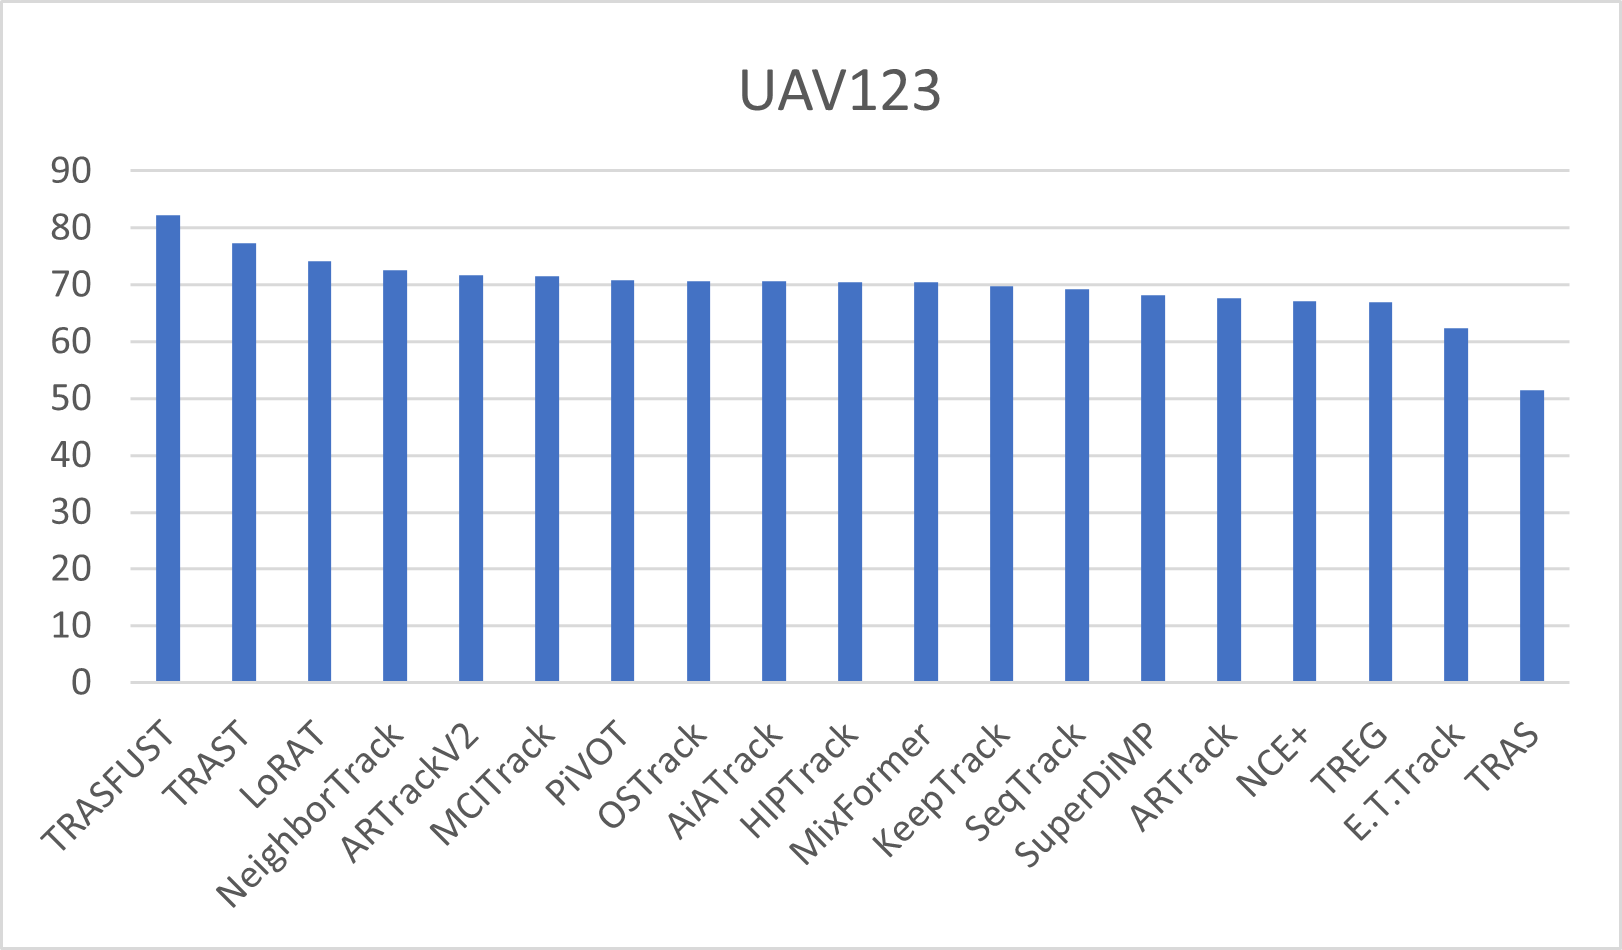 UAV123
90
80
70
60
50
40
30
20
10
0
TRASFUST
TRAST
LoRAT
NeighborTrack
ARTrackV2
MCITrack
PiVOT
OSTrack
AiATrack
HIPTrack
MixFormer
KeepTrack
SeqTrack
SuperDiMP
ARTrack
NCE+
TREG
E.T.Track
TRAS